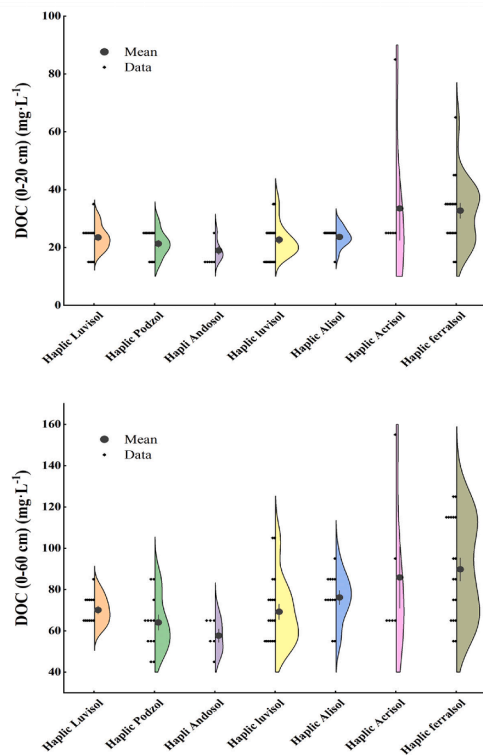 100
80
60
40
20
0
DOC (0-20 cm) (mg·L⁻¹)
Mean
Data
Haplic Luvisol
Haplic Podzol
Hapli Andosol
Haplic luvisol
Haplic Alisol
Haplic Acrisol
Haplic ferralsol
160
140
120
100
80
60
40
DOC (0-60 cm) (mg·L⁻¹)
Mean
Data
Haplic Luvisol
Haplic Podzol
Hapli Andosol
Haplic luvisol
Haplic Alisol
Haplic Acrisol
Haplic ferralsol